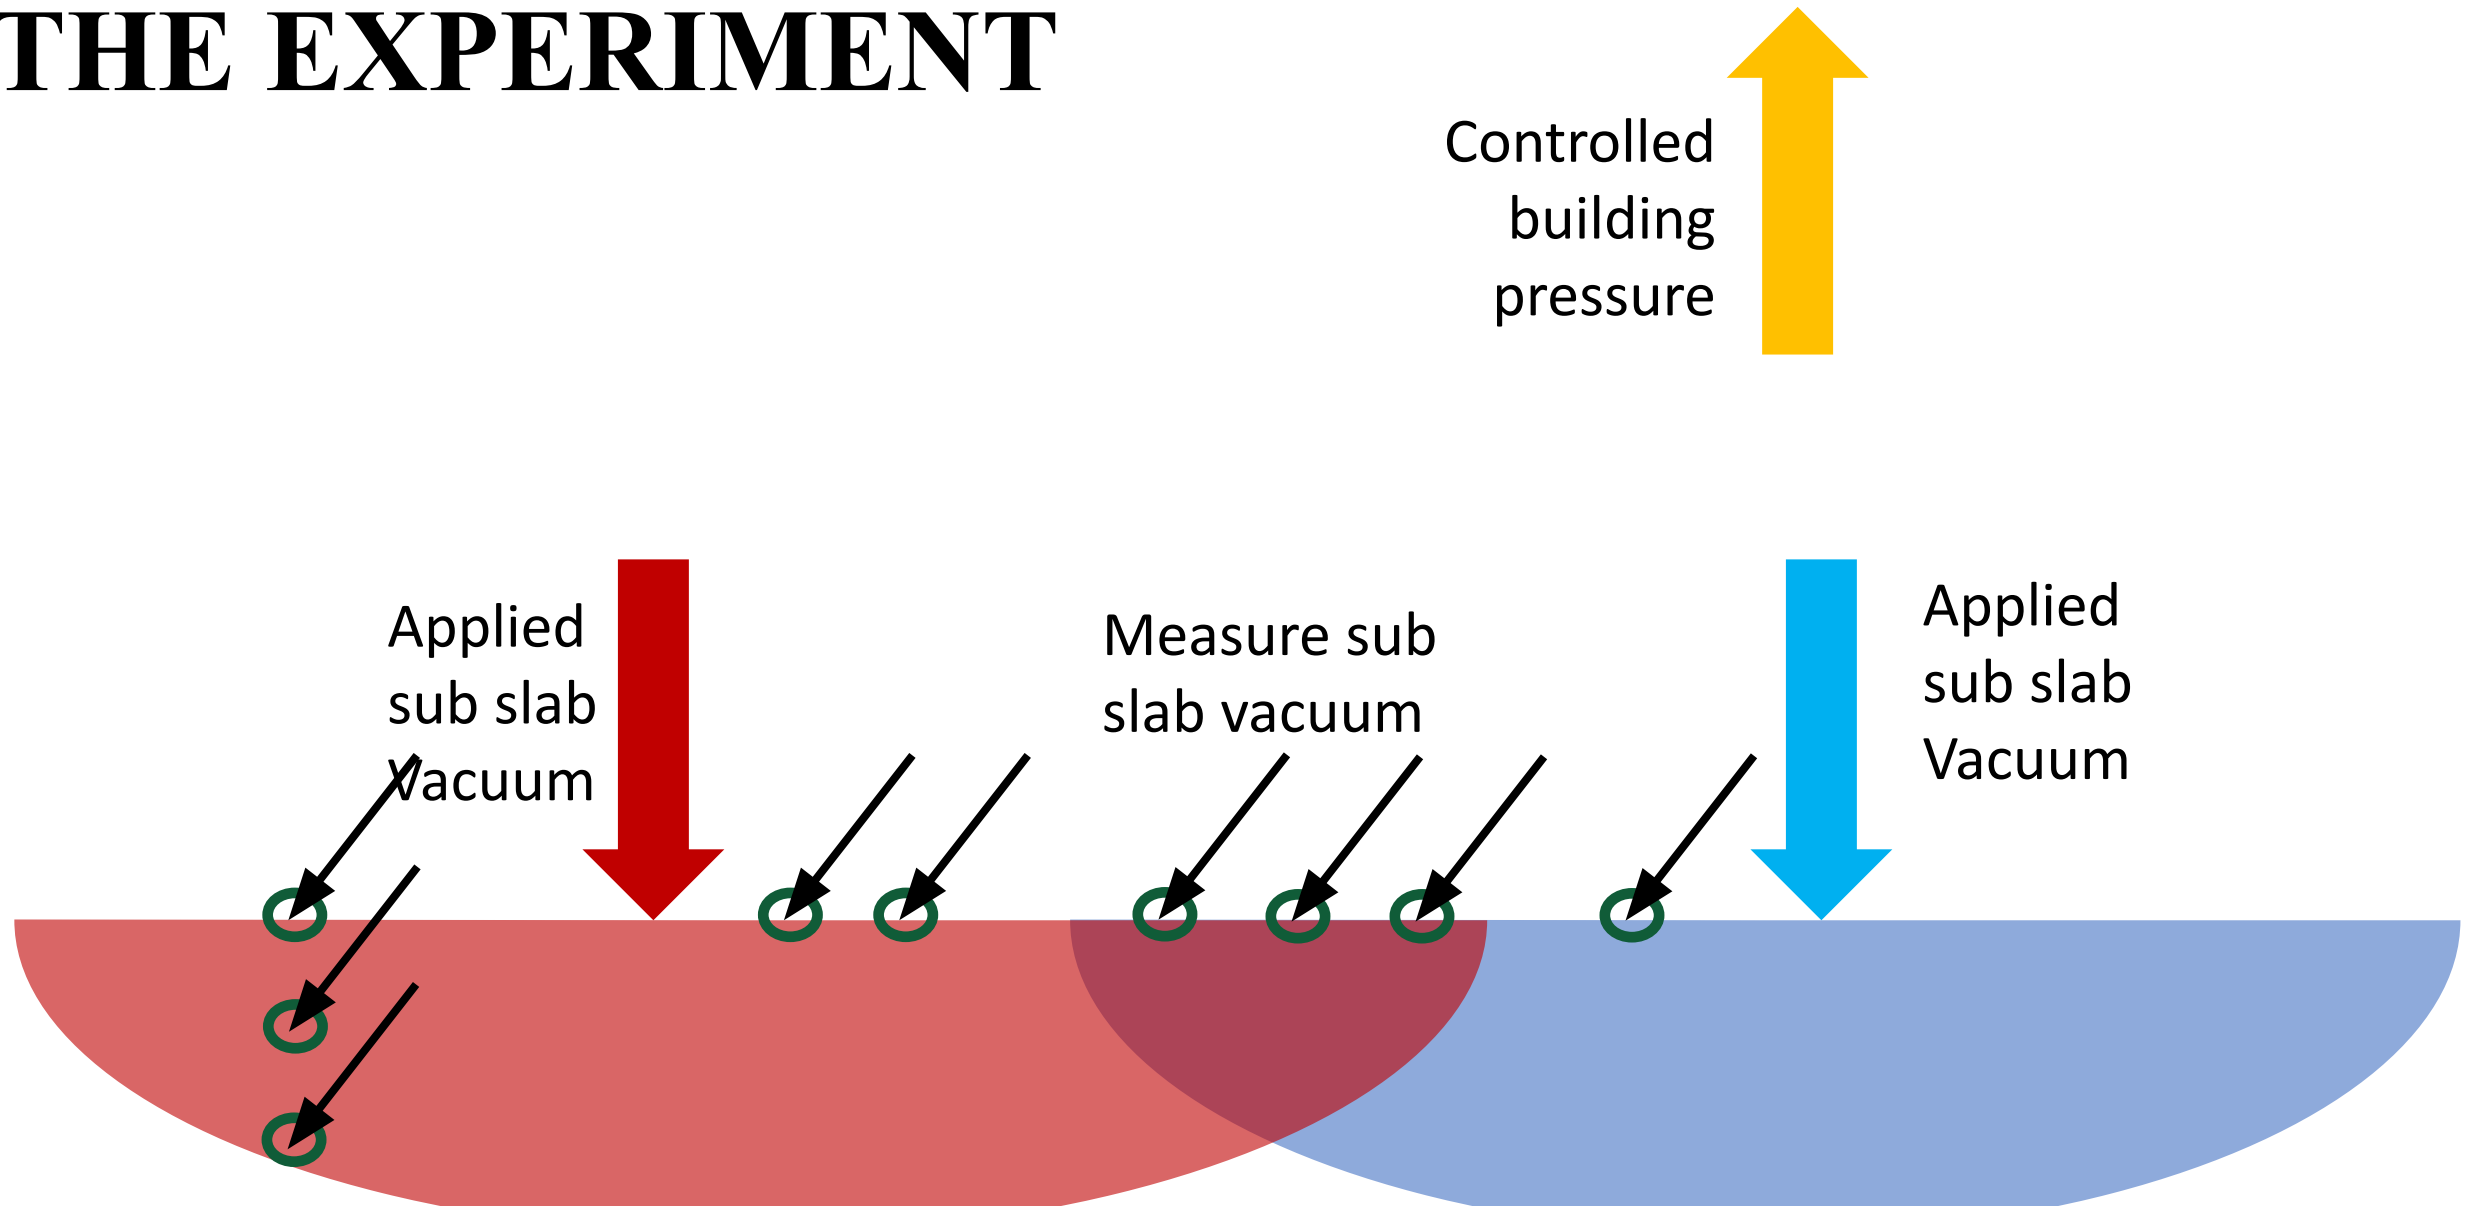 THE EXPERIMENT
Controlled
building
pressure
Applied
sub slab
Vacuum
Measure sub
slab vacuum
Applied
sub slab
Vacuum